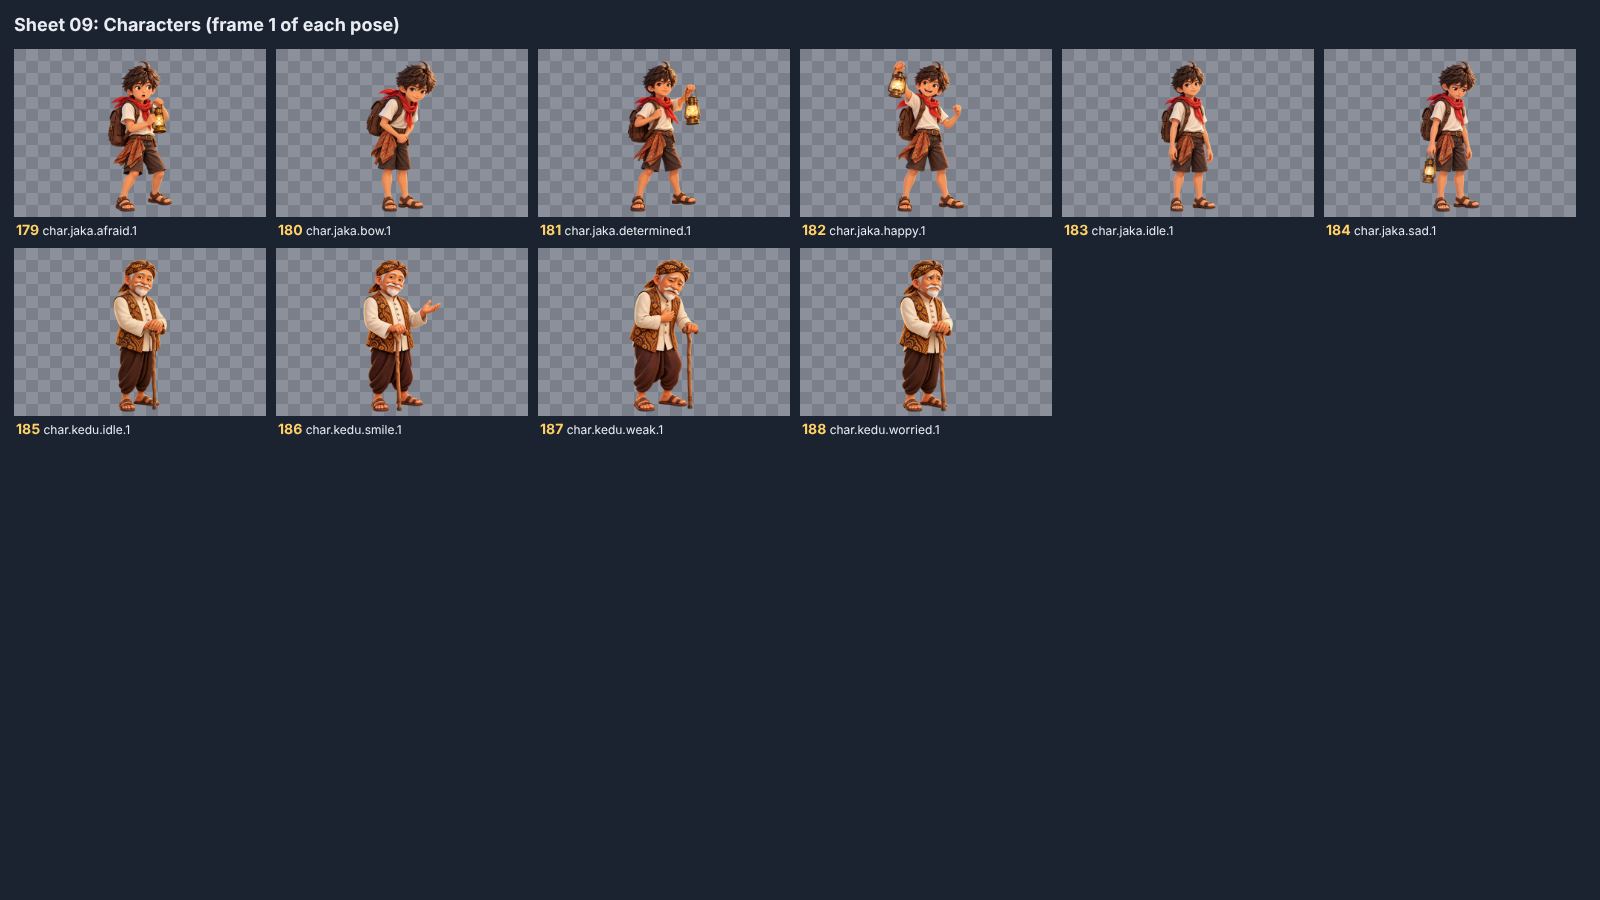 Sheet 09: Characters (frame 1 of each pose)
179 char.jaka.afraid.1
180 char.jaka.bow.1
181 char.jaka.determined.1
182 char.jaka.happy.1
183 char.jaka.idle.1
184 char.jaka.sad.1
185 char.kedu.idle.1
186 char.kedu.smile.1
187 char.kedu.weak.1
188 char.kedu.worried.1